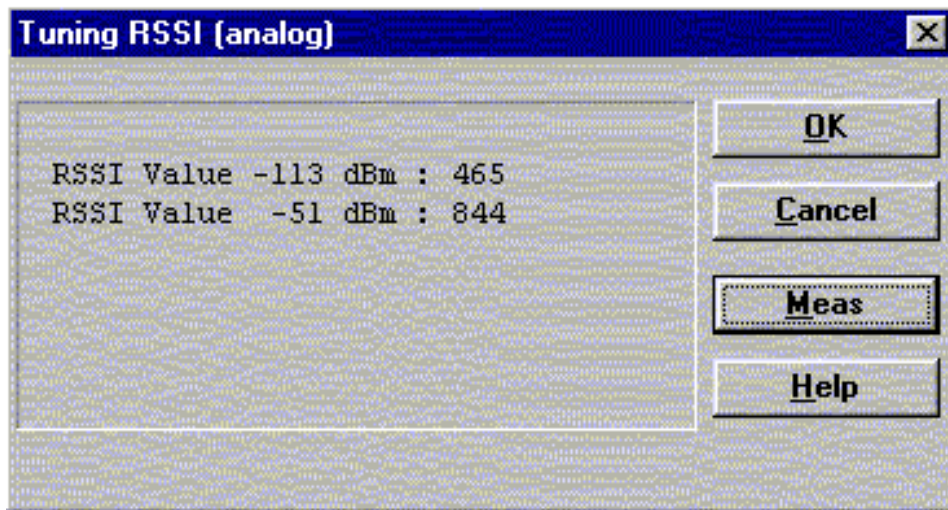 Tuning RSSI (analog)
RSSI Value -113 dBm : 465
RSSI Value  -51 dBm : 844
OK
Cancel
Meas
Help